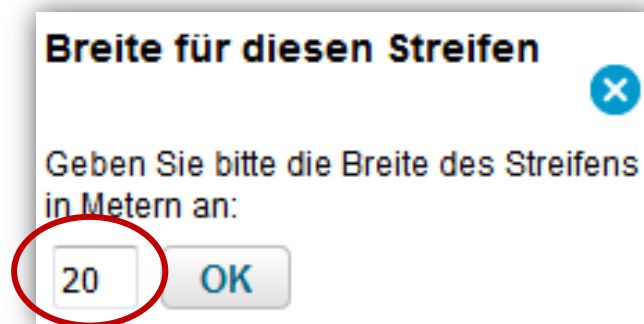 Breite für diesen Streifen
Geben Sie bitte die Breite des Streifens
in Metern an:
20 OK